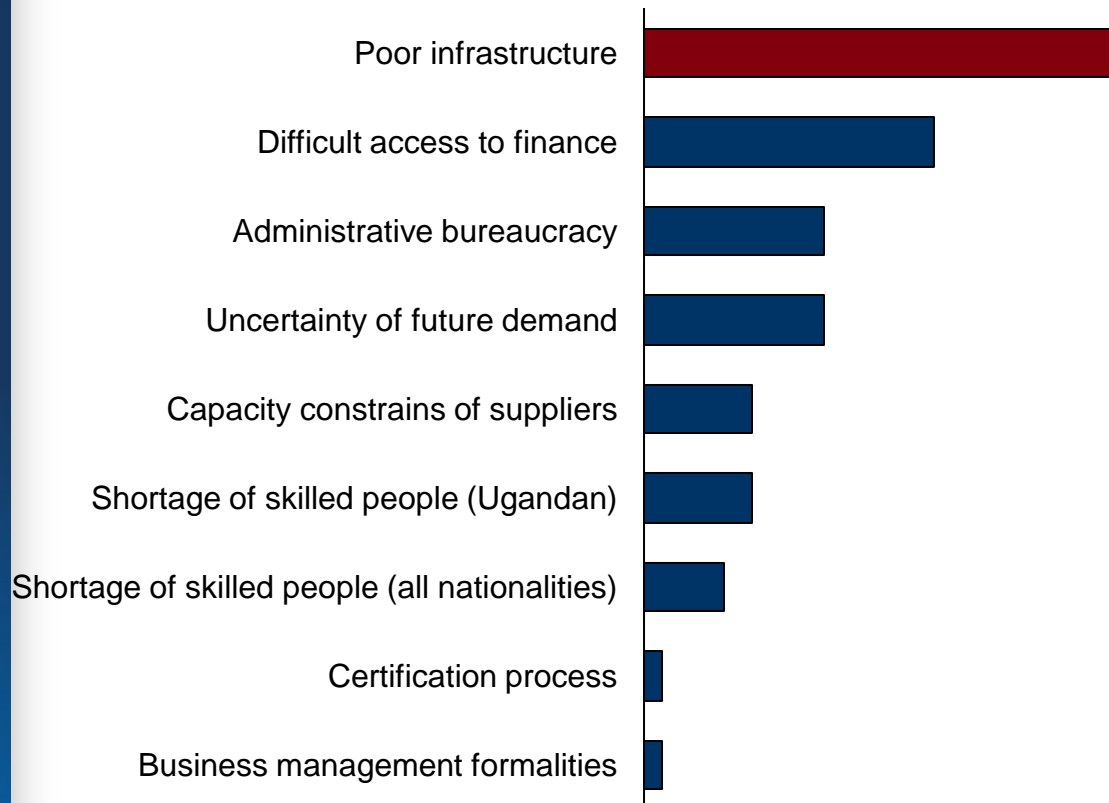 Poor infrastructure
Difficult access to finance
Administrative bureaucracy
Uncertainty of future demand
Capacity constrains of suppliers
Shortage of skilled people (Ugandan)
Shortage of skilled people (all nationalities)
Certification process
Business management formalities